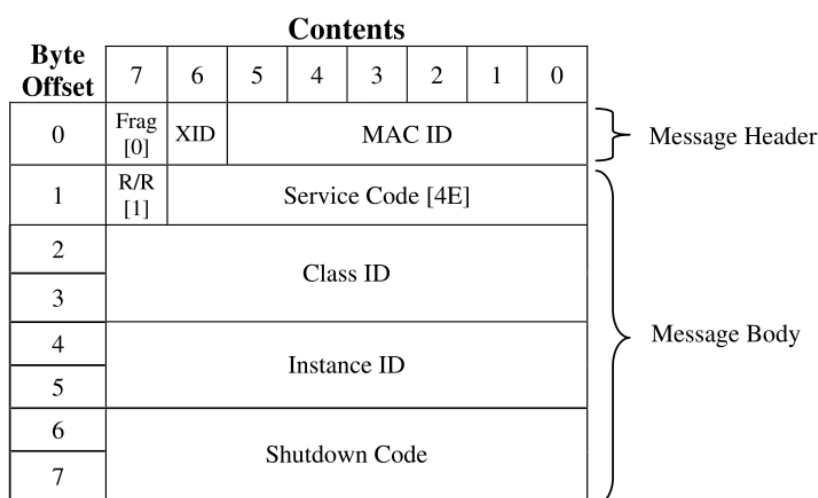 Contents
Byte
Offset
7 6 5 4 3 2 1 0
0
Frag
[0]
XID
MAC ID
Message Header
1
R/R
[1]
Service Code [4E]
2
3
Class ID
4
5
Instance ID
Message Body
6
7
Shutdown Code